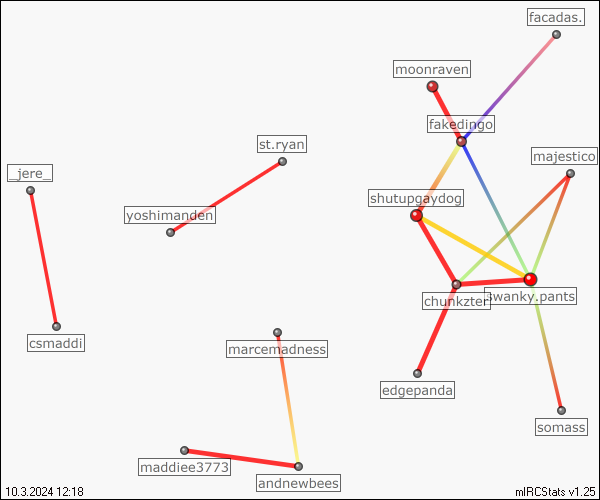 facadas.
moonraven
fakedingo
st.ryan
majestico
_jere_
shutupgaydog
yoshimanden
swanky.pants
chunkzter
csmaddi
marcemadness
edgepanda
somass
maddiee3773
andnewbees
10.3.2024 12:18
mIRCStats v1.25